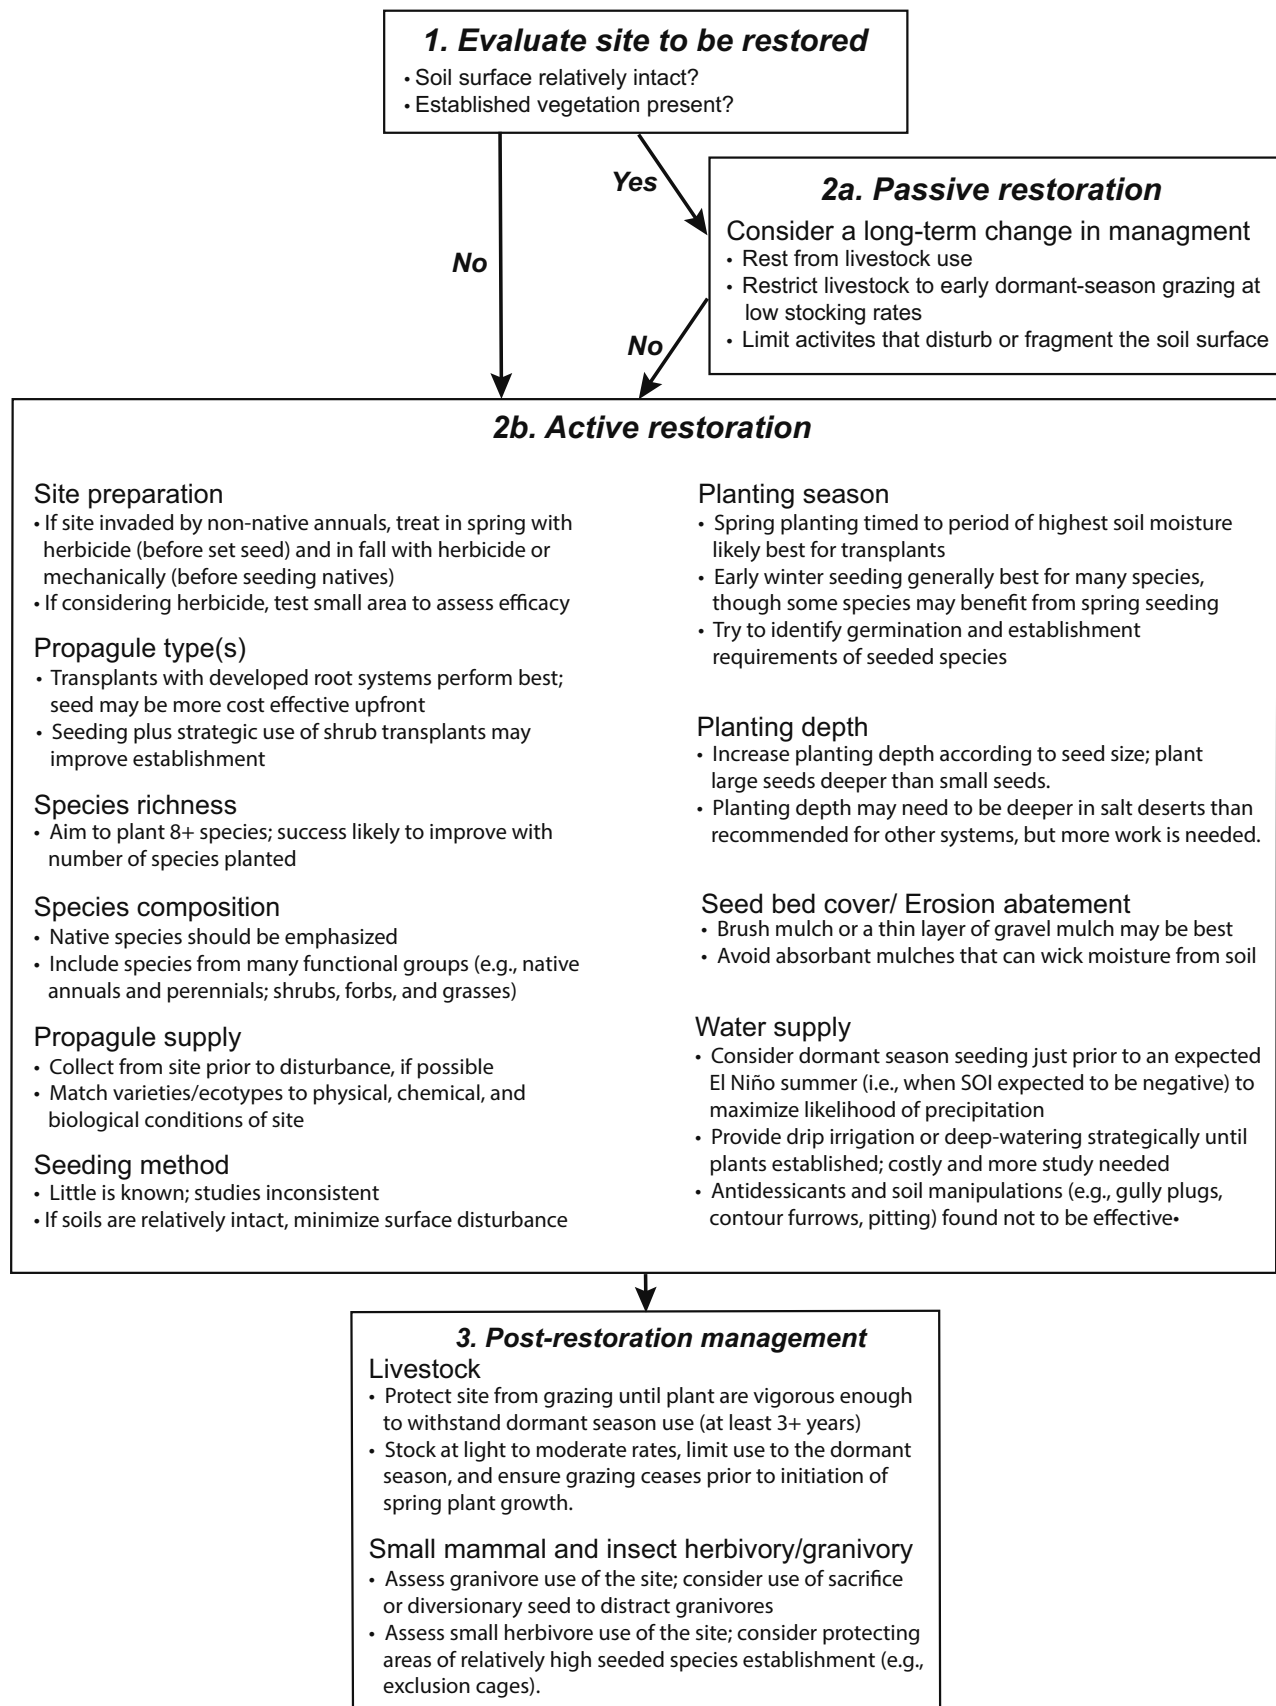 1. Evaluate site to be restored
• Soil surface relatively intact?
• Established vegetation present?
Yes
No
2a. Passive restoration
Consider a long-term change in managment
• Rest from livestock use
• Restrict livestock to early dormant-season grazing at
low stocking rates
• Limit activites that disturb or fragment the soil surface
No
2b. Active restoration
Site preparation
• If site invaded by non-native annuals, treat in spring with
herbicide (before set seed) and in fall with herbicide or
mechanically (before seeding natives)
• If considering herbicide, test small area to assess efficacy
Propagule type(s)
• Transplants with developed root systems perform best;
seed may be more cost effective upfront
• Seeding plus strategic use of shrub transplants may
improve establishment
Species richness
• Aim to plant 8+ species; success likely to improve with
number of species planted
Species composition
• Native species should be emphasized
• Include species from many functional groups (e.g., native
annuals and perennials; shrubs, forbs, and grasses)
Propagule supply
• Collect from site prior to disturbance, if possible
• Match varieties/ecotypes to physical, chemical, and
biological conditions of site
Seeding method
• Little is known; studies inconsistent
• If soils are relatively intact, minimize surface disturbance
Planting season
• Spring planting timed to period of highest soil moisture
likely best for transplants
• Early winter seeding generally best for many species,
though some species may benefit from spring seeding
• Try to identify germination and establishment
requirements of seeded species
Planting depth
• Increase planting depth according to seed size; plant
large seeds deeper than small seeds.
• Planting depth may need to be deeper in salt deserts than
recommended for other systems, but more work is needed.
Seed bed cover/ Erosion abatement
• Brush mulch or a thin layer of gravel mulch may be best
• Avoid absorbant mulches that can wick moisture from soil
Water supply
• Consider dormant season seeding just prior to an expected
El Niño summer (i.e., when SOI expected to be negative) to
maximize likelihood of precipitation
• Provide drip irrigation or deep-watering strategically until
plants established; costly and more study needed
• Antidessicants and soil manipulations (e.g., gully plugs,
contour furrows, pitting) found not to be effective•
3. Post-restoration management
Livestock
• Protect site from grazing until plant are vigorous enough
to withstand dormant season use (at least 3+ years)
• Stock at light to moderate rates, limit use to the dormant
season, and ensure grazing ceases prior to initiation of
spring plant growth.
Small mammal and insect herbivory/granivory
• Assess granivore use of the site; consider use of sacrifice
or diversionary seed to distract granivores
• Assess small herbivore use of the site; consider protecting
areas of relatively high seeded species establishment (e.g.,
exclusion cages).